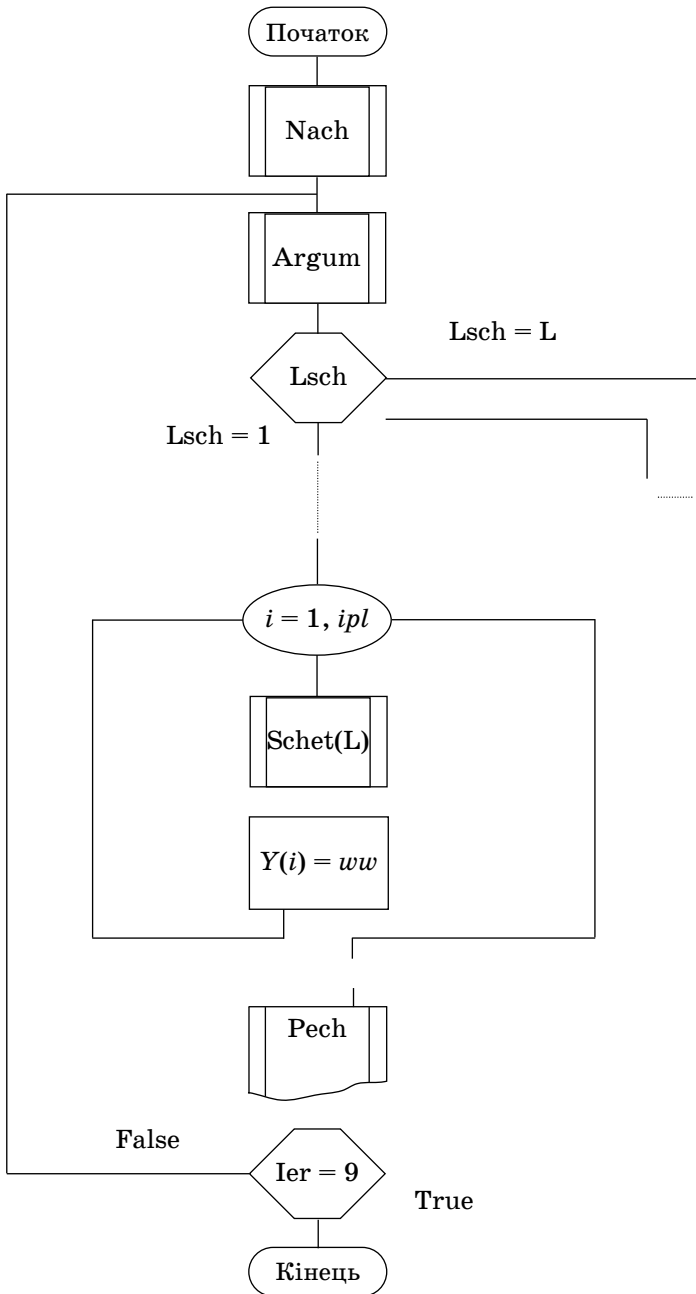 Початок
Nach
Argum
Lsch = L
Lsch
Lsch = 1
i = 1, ipl
Schet(L)
Y(i) = ww
Pech
False
Ier = 9
True
Кінець